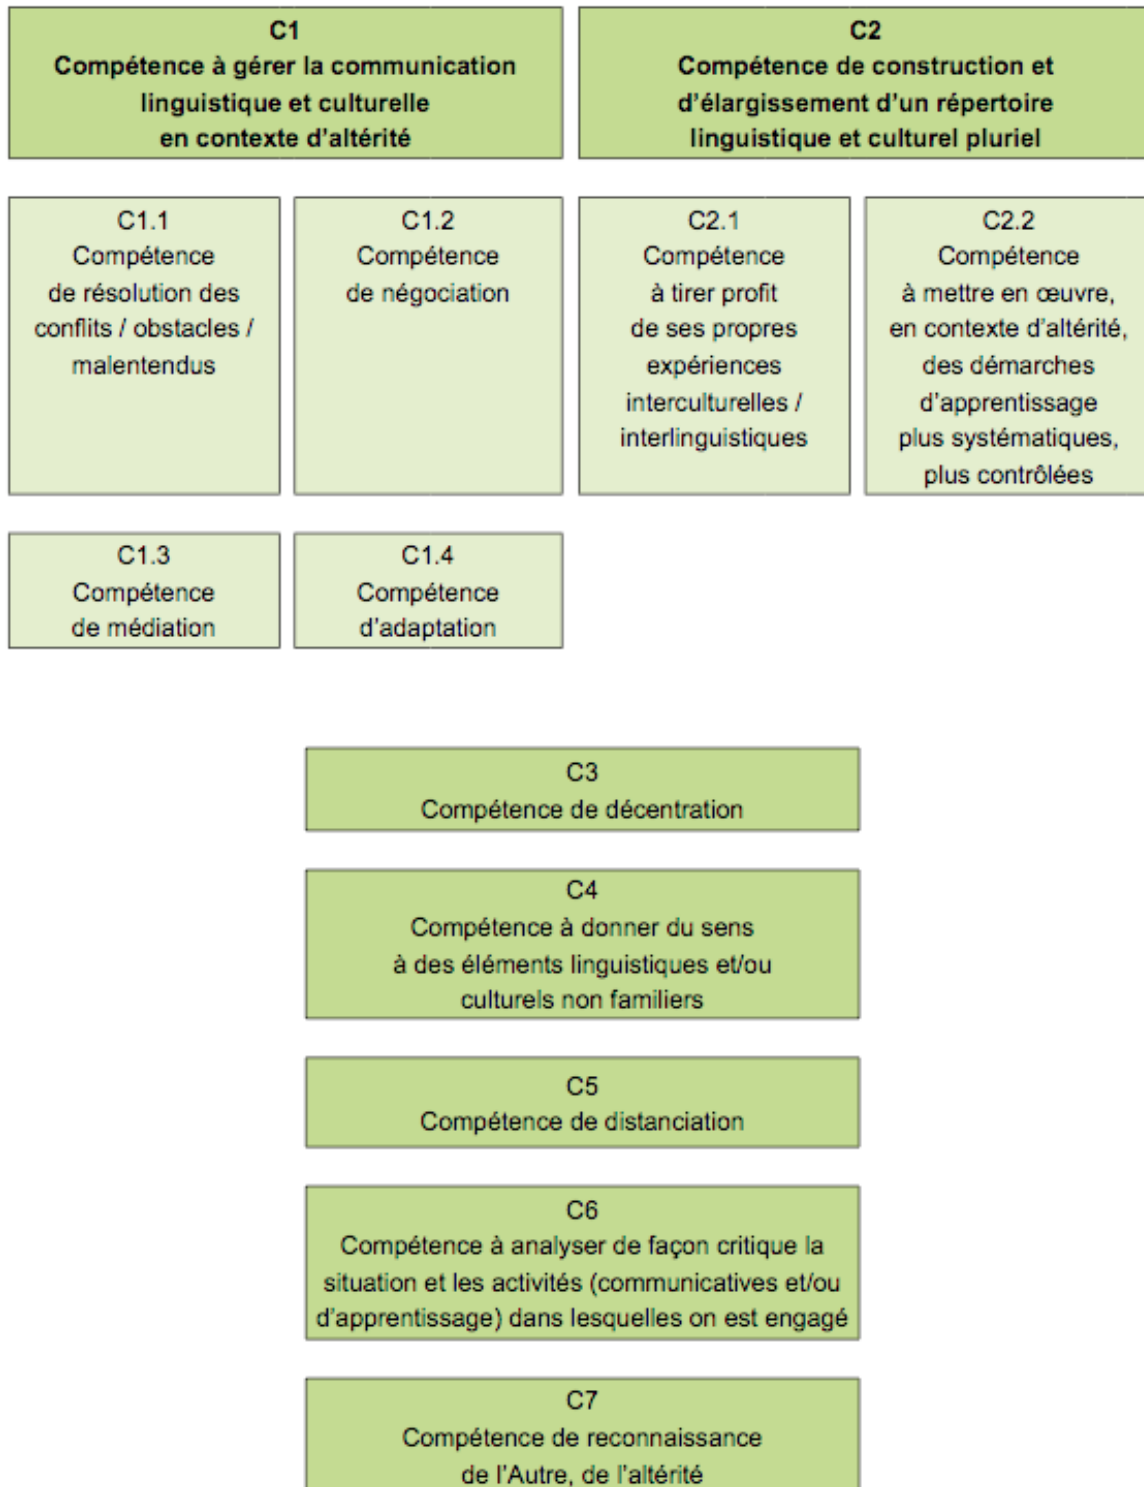 C1
Compétence à gérer la communication
linguistique et culturelle
en contexte d'altérité
C2
Compétence de construction et
d'élargissement d'un répertoire
linguistique et culturel pluriel
C1.1
Compétence
de résolution des
conflits / obstacles /
malentendus
C1.2
Compétence
de négociation
C2.1
Compétence
à tirer profit
de ses propres
expériences
interculturelles /
interlinguistiques
C2.2
Compétence
à mettre en œuvre,
en contexte d'altérité,
des démarches
d'apprentissage
plus systématiques,
plus contrôlées
C1.3
Compétence
de médiation
C1.4
Compétence
d'adaptation
C3
Compétence de décentration
C4
Compétence à donner du sens
à des éléments linguistiques et/ou
culturels non familiers
C5
Compétence de distanciation
C6
Compétence à analyser de façon critique la
situation et les activités (communicatives et/ou
d'apprentissage) dans lesquelles on est engagé
C7
Compétence de reconnaissance
de l'Autre, de l'altérité